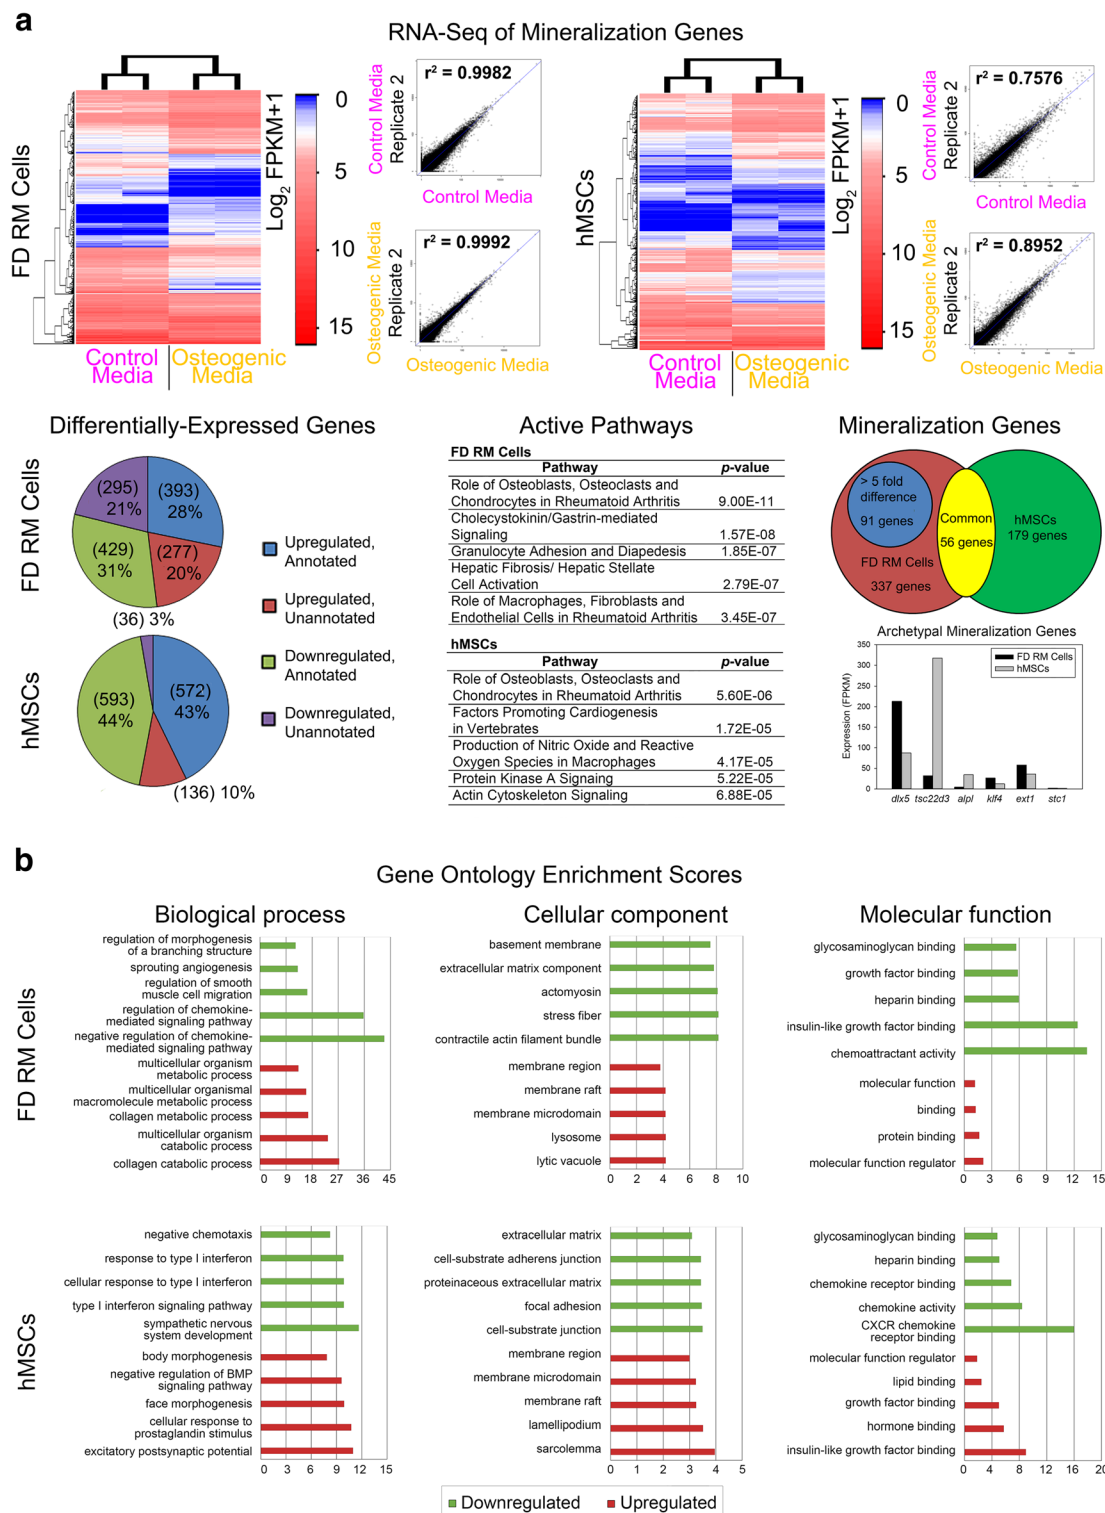 a
RNA-Seq of Mineralization Genes
FD RM Cells
Log2 FPKM+1
0
5
10
15
Control Media
Osteogenic Media
Control Media
Replicate 2
r² = 0.9982
Control Media
Osteogenic Media
Replicate 2
r² = 0.9992
Osteogenic Media
hMSCs
Log2 FPKM+1
0
5
10
15
Control Media
Osteogenic Media
Control Media
Replicate 2
r² = 0.7576
Control Media
Osteogenic Media
Replicate 2
r² = 0.8952
Osteogenic Media
Differentially-Expressed Genes
FD RM Cells
(295)
21%
(393)
28%
(429)
31%
(277)
20%
hMSCs
(36) 3%
(593)
44%
(572)
43%
(136) 10%
Upregulated,
Annotated
Upregulated,
Unannotated
Downregulated,
Annotated
Downregulated,
Unannotated
Active Pathways
FD RM Cells
Pathway p-value
Role of Osteoblasts, Osteoclasts and
Chondrocytes in Rheumatoid Arthritis 9.00E-11
Cholecystokinin/Gastrin-mediated
Signaling 1.57E-08
Granulocyte Adhesion and Diapedesis 1.85E-07
Hepatic Fibrosis/ Hepatic Stellate
Cell Activation 2.79E-07
Role of Macrophages, Fibroblasts and
Endothelial Cells in Rheumatoid Arthritis 3.45E-07
hMSCs
Pathway p-value
Role of Osteoblasts, Osteoclasts and
Chondrocytes in Rheumatoid Arthritis 5.60E-06
Factors Promoting Cardiogenesis
in Vertebrates 1.72E-05
Production of Nitric Oxide and Reactive
Oxygen Species in Macrophages 4.17E-05
Protein Kinase A Signaing 5.22E-05
Actin Cytoskeleton Signaling 6.88E-05
Mineralization Genes
> 5 fold
difference
91 genes
FD RM Cells
337 genes
Common
56 genes
hMSCs
179 genes
Archetypal Mineralization Genes
Expression (FPKM)
350
300
250
200
150
100
50
0
FD RM Cells
hMSCs
dlx5 tsc22d3 alpl klf4 ext1 stc1
b
Gene Ontology Enrichment Scores
Biological process
FD RM Cells
regulation of morphogenesis
of a branching structure
sprouting angiogenesis
regulation of smooth
muscle cell migration
regulation of chemokine-
mediated signaling pathway
negative regulation of chemokine-
mediated signaling pathway
multicellular organism
metabolic process
multicellular organismal
macromolecule metabolic process
collagen metabolic process
multicellular organism
catabolic process
collagen catabolic process
0 9 18 27 36 45
Cellular component
basement membrane
extracellular matrix component
actomyosin
stress fiber
contractile actin filament bundle
membrane region
membrane raft
membrane microdomain
lysosome
lytic vacuole
0 2 4 6 8 10
Molecular function
glycosaminoglycan binding
growth factor binding
heparin binding
insulin-like growth factor binding
chemoattractant activity
molecular function
binding
protein binding
molecular function regulator
0 3 6 9 12 15
hMSCs
negative chemotaxis
response to type I interferon
cellular response to type I interferon
type I interferon signaling pathway
sympathetic nervous
system development
body morphogenesis
negative regulation of BMP
signaling pathway
face morphogenesis
cellular response to
prostaglandin stimulus
excitatory postsynaptic potential
0 3 6 9 12 15
extracellular matrix
cell-substrate adherens junction
proteinaceous extracellular matrix
focal adhesion
cell-substrate junction
membrane region
membrane microdomain
membrane raft
lamellipodium
sarcolemma
0 1 2 3 4 5
glycosaminoglycan binding
heparin binding
chemokine receptor binding
chemokine activity
CXCR chemokine
receptor binding
molecular function regulator
lipid binding
growth factor binding
hormone binding
insulin-like growth factor binding
0 4 8 12 16 20
Downregulated Upregulated